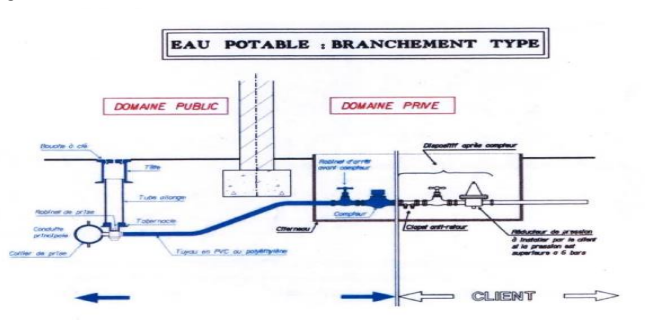 EAU POTABLE : BRANCHEMENT TYPE
DOMAINE PUBLIC
DOMAINE PRIVE
Bouche à clé
Tête
Tube allonge
Robinet de prise
Tabernacle
Conduite
principale
Collier de prise
Tuyau en PVC ou polyéthylène
Robinet d'arrêt
avant compteur
Compteur
Citerneau
Dispositif après compteur
Clapet anti-retour
Réducteur de pression
à installer par le client
si la pression est
supérieure à 6 bars
CLIENT